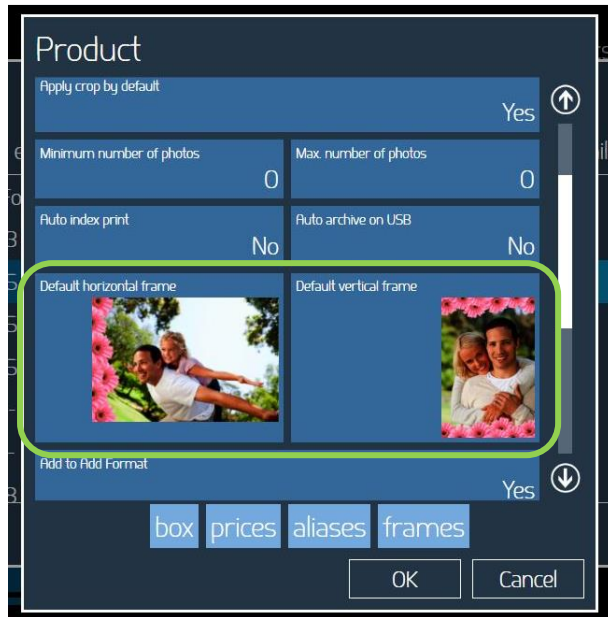 Product
Apply crop by default
Yes
Minimum number of photos
0
Max. number of photos
0
Auto index print
No
Auto archive on USB
No
Default horizontal frame
Default vertical frame
Add to Add Format
Yes
box prices aliases frames
OK Cancel